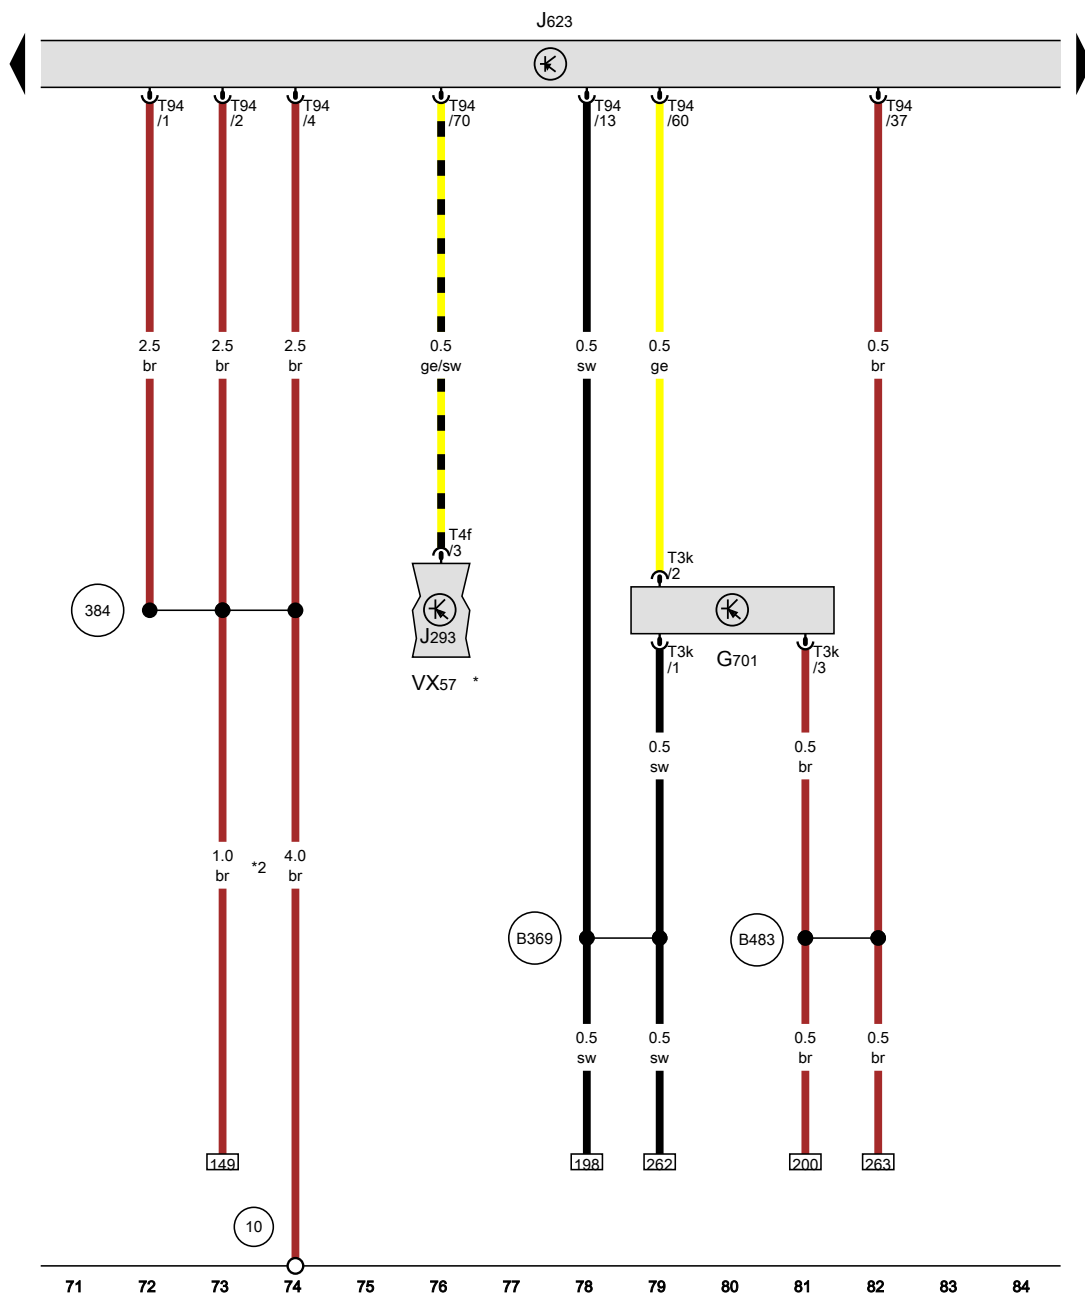 J623
T94 T94 T94 T94 T94 T94 T94
/1 /2 /4 /70 /13 /60 /37
2.5 2.5 2.5 0.5 0.5 0.5 0.5
br br br ge/sw sw ge br
T4f
/3
T3k
/2
384
J293
T3k
/1
G701
T3k
/3
VX57 *
0.5 0.5
sw br
1.0 *2 4.0
br br
B369 B483
0.5 0.5 0.5 0.5
sw sw br br
149 198 262 200 263
10
71 72 73 74 75 76 77 78 79 80 81 82 83 84